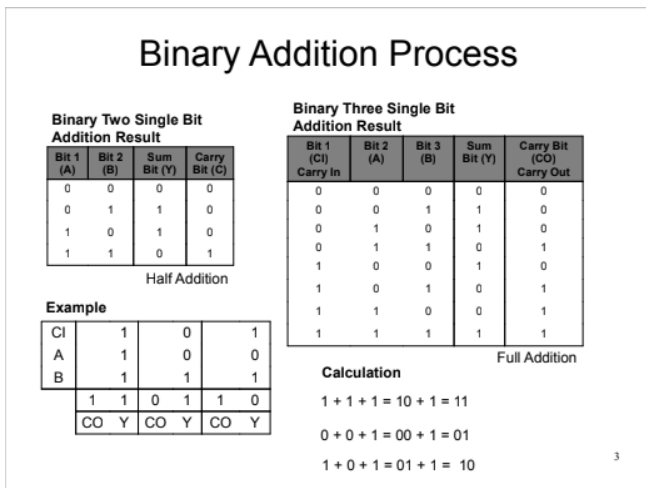 Binary Addition Process
Binary Two Single Bit
Addition Result
Bit 1 (A) Bit 2 (B) Sum Bit (Y) Carry Bit (C)
0 0 0 0
0 1 1 0
1 0 1 0
1 1 0 1
Half Addition
Binary Three Single Bit
Addition Result
Bit 1 (CI) Carry In Bit 2 (A) Bit 3 (B) Sum Bit (Y) Carry Bit (CO) Carry Out
0 0 0 0 0
0 0 1 1 0
0 1 0 1 0
0 1 1 0 1
1 0 0 1 0
1 0 1 0 1
1 1 0 0 1
1 1 1 1 1
Full Addition
Example
CI 1 0 1
A 1 0 0
B 1 1 1
1 1 0 1 1 0
CO Y CO Y CO Y
Calculation
1 + 1 + 1 = 10 + 1 = 11
0 + 0 + 1 = 00 + 1 = 01
1 + 0 + 1 = 01 + 1 = 10
3